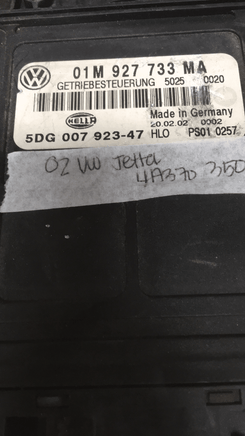 01M 927 733 MA
GETRIEBESTEUERUNG 5025 0020
HELLA
Made in Germany
20.02.02 0002
5DG 007 923-47 HLO PS01 0257
02 VW Jetta
4A37D 350